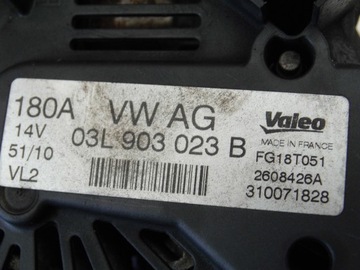 180A VW AG Valeo
14V 03L 903 023 B MADE IN FRANCE
51/10 FG18T051
VL2 2608426A
310071828